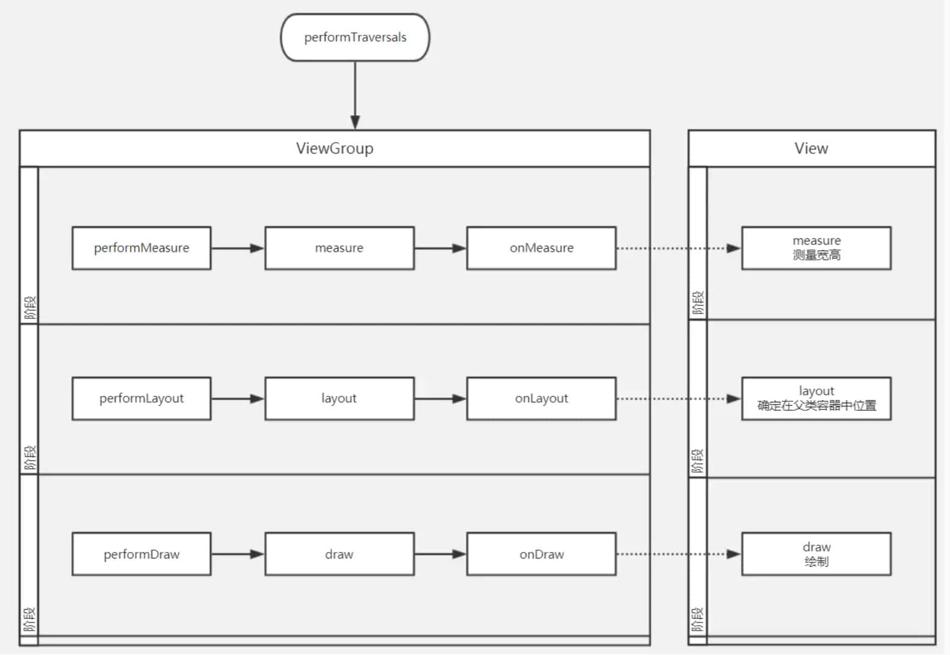 performTraversals
ViewGroup
View
performMeasure
measure
onMeasure
measure
测量宽高
阶段
阶段
performLayout
layout
onLayout
layout
确定在父类容器中位置
阶段
阶段
performDraw
draw
onDraw
draw
绘制
阶段
阶段